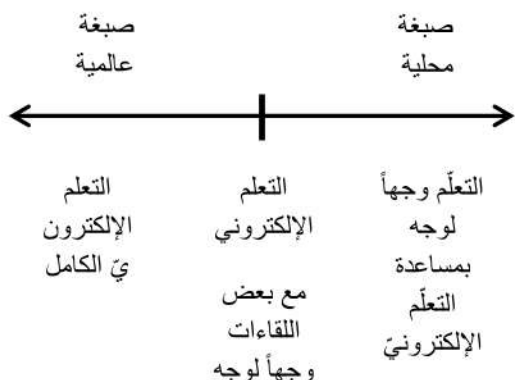 صبغة
محلية
صبغة
عالمية
التعلّم وجهاً
لوجه
بمساعدة
التعلّم
الإلكترونيّ
التعلم
الإلكتروني
مع بعض
اللقاءات
وجهاً لوجه
التعلم
الإلكترون
يّ الكامل